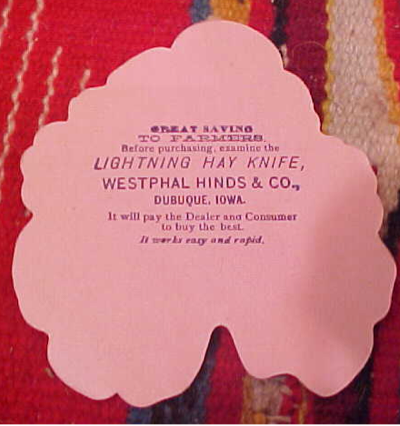 GREAT SAVING
TO FARMERS.
Before purchasing, examine the
LIGHTNING HAY KNIFE,
WESTPHAL HINDS & CO.,
DUBUQUE, IOWA.
It will pay the Dealer and Consumer
to buy the best.
It works easy and rapid.